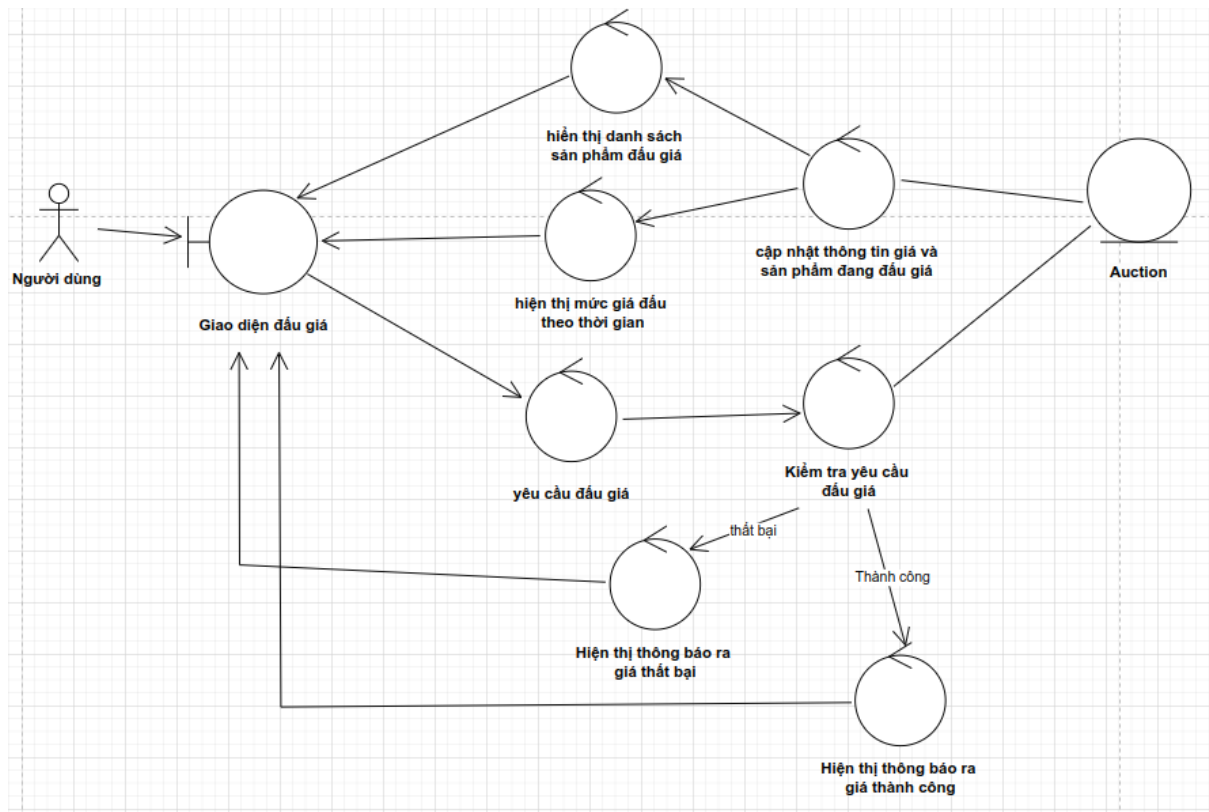 hiển thị danh sách
sản phẩm đấu giá
cập nhật thông tin giá và
sản phẩm đang đấu giá
Auction
Người dùng
hiện thị mức giá đấu
theo thời gian
Giao diện đấu giá
yêu cầu đấu giá
Kiểm tra yêu cầu
đấu giá
thất bại
Thành công
Hiện thị thông báo ra
giá thất bại
Hiện thị thông báo ra
giá thành công